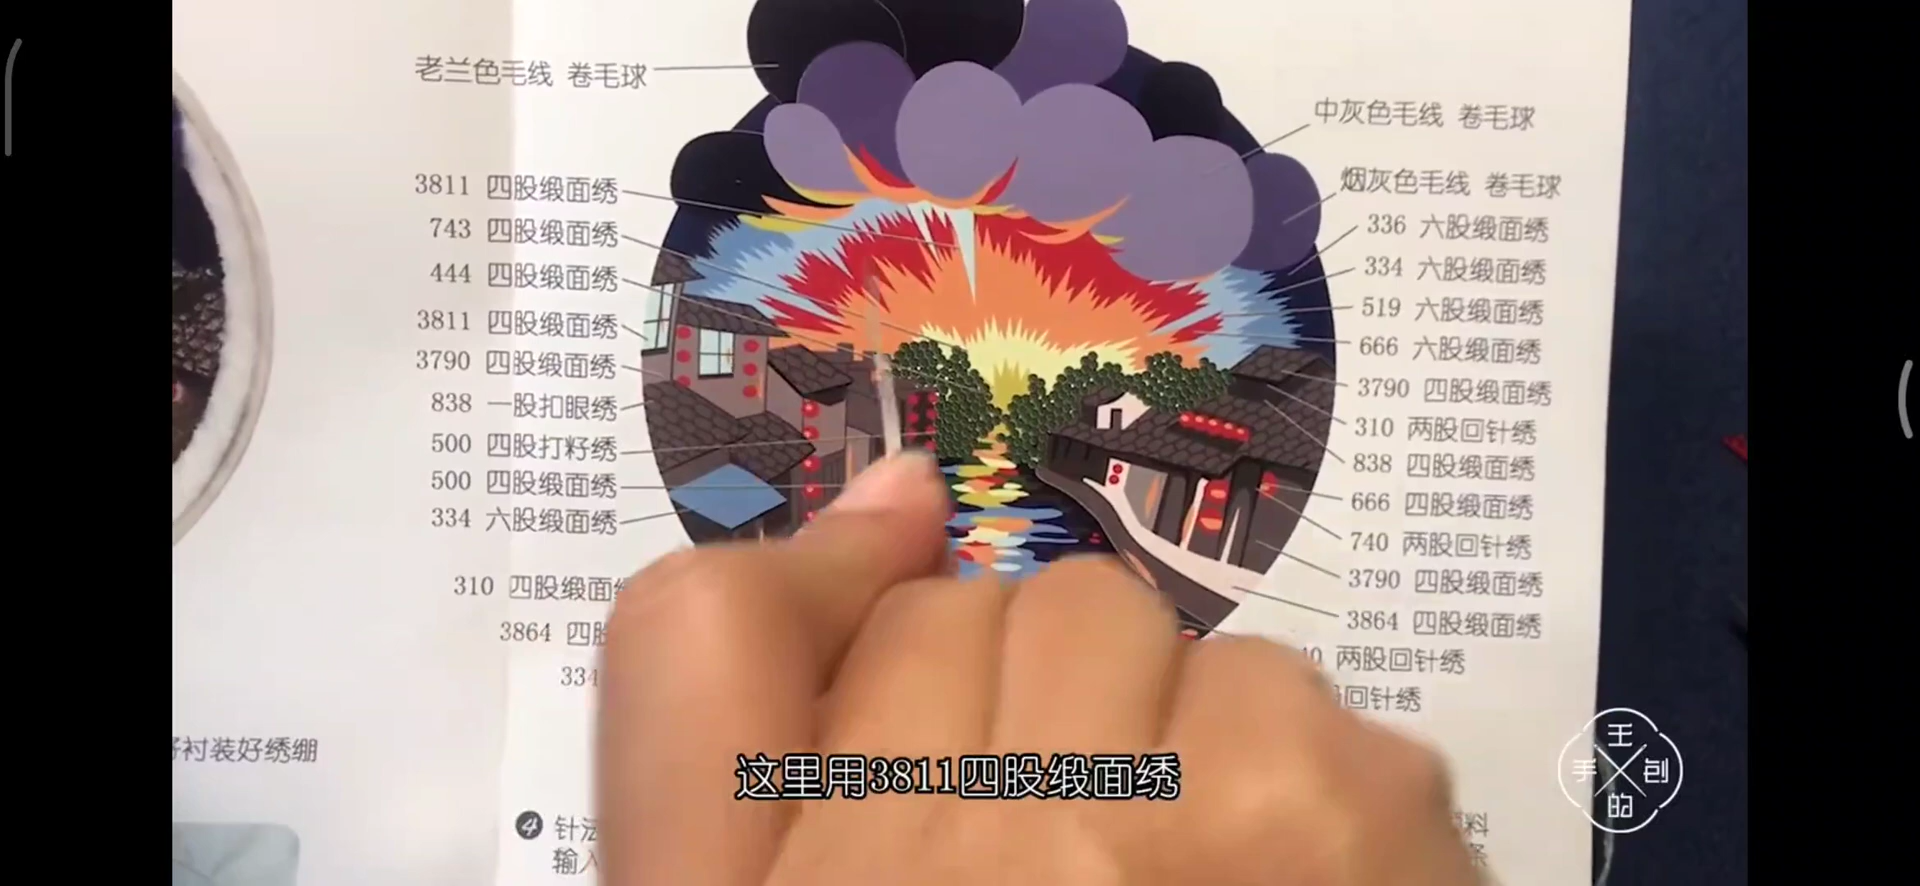 老兰色毛线 卷毛球
3811 四股缎面绣
743 四股缎面绣
444 四股缎面绣
3811 四股缎面绣
3790 四股缎面绣
838 一股扣眼绣
500 四股打籽绣
500 四股缎面绣
334 六股缎面绣
310 四股缎面
3864 四股
334
中灰色毛线 卷毛球
烟灰色毛线 卷毛球
336 六股缎面绣
334 六股缎面绣
519 六股缎面绣
666 六股缎面绣
3790 四股缎面绣
310 两股回针绣
838 四股缎面绣
666 四股缎面绣
740 两股回针绣
3790 四股缎面绣
3864 四股缎面绣
两股回针绣
回针绣
衬装好绣绷
4 针
输入
料
这里用3811四股缎面绣
王
手 刨
的